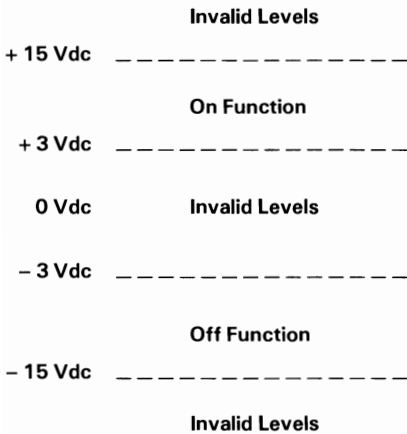 Invalid Levels
+ 15 Vdc
On Function
+ 3 Vdc
0 Vdc Invalid Levels
– 3 Vdc
Off Function
– 15 Vdc
Invalid Levels